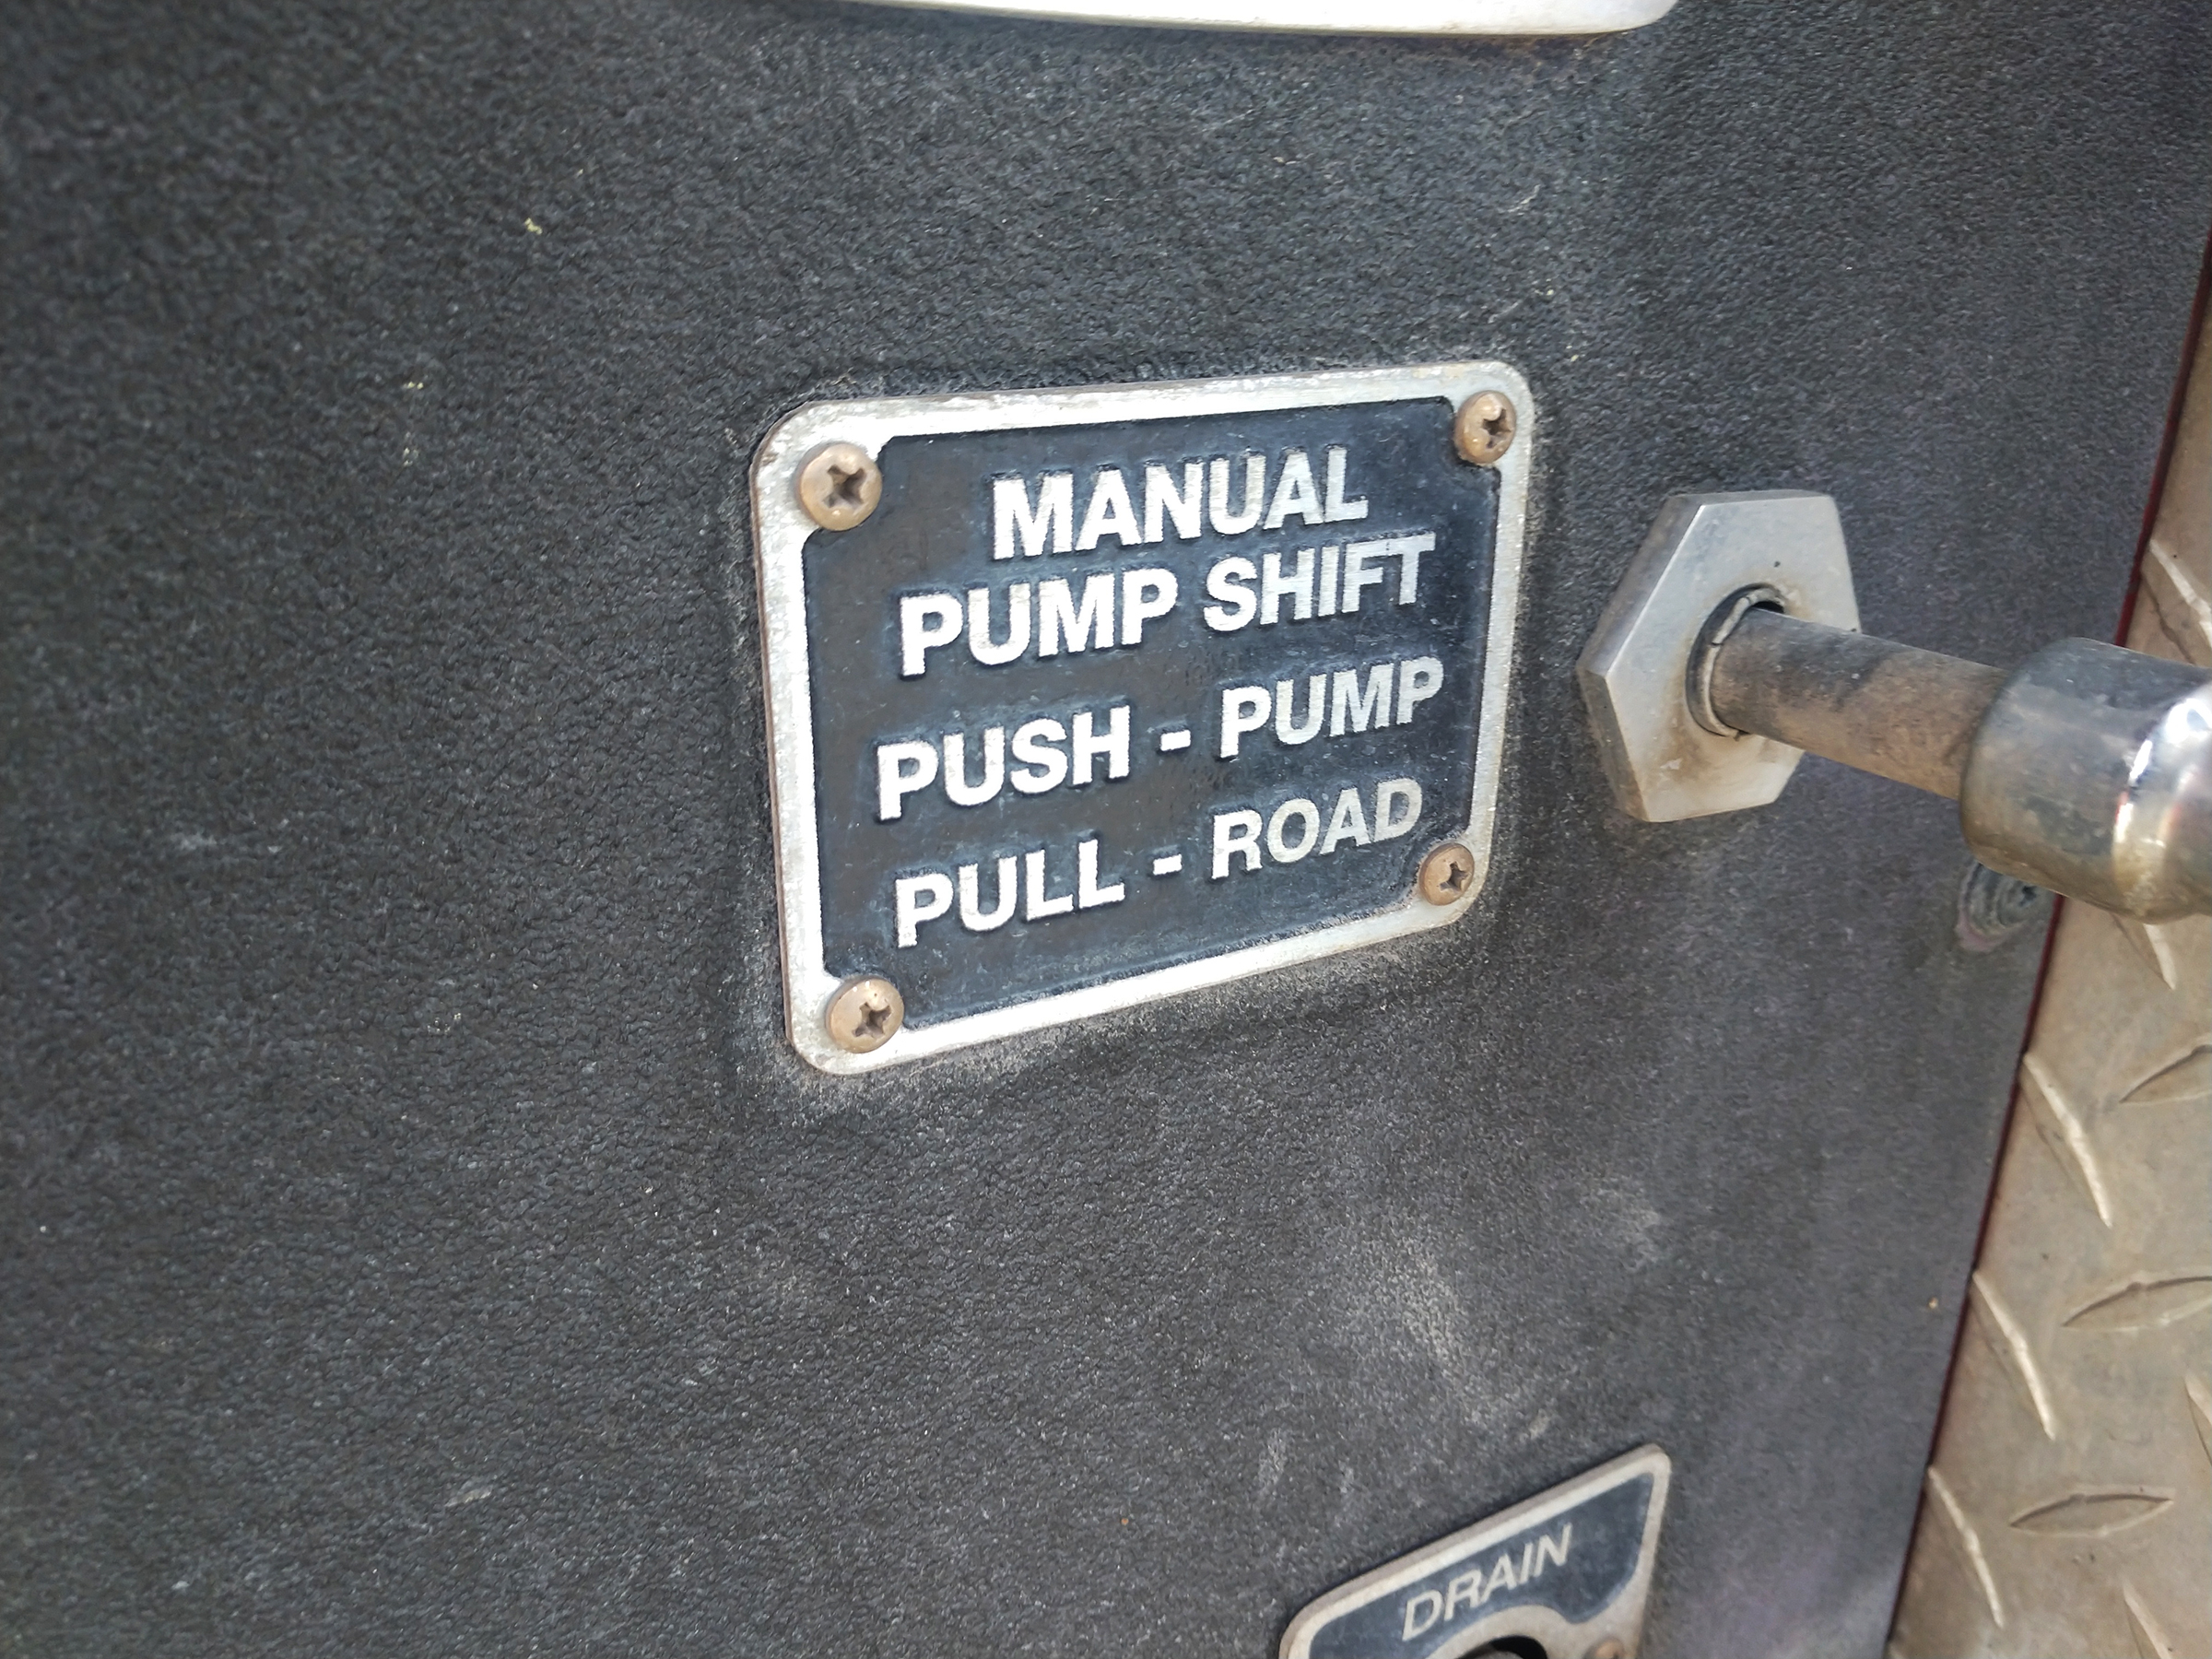 MANUAL
PUMP SHIFT
PUSH - PUMP
PULL - ROAD
DRAIN